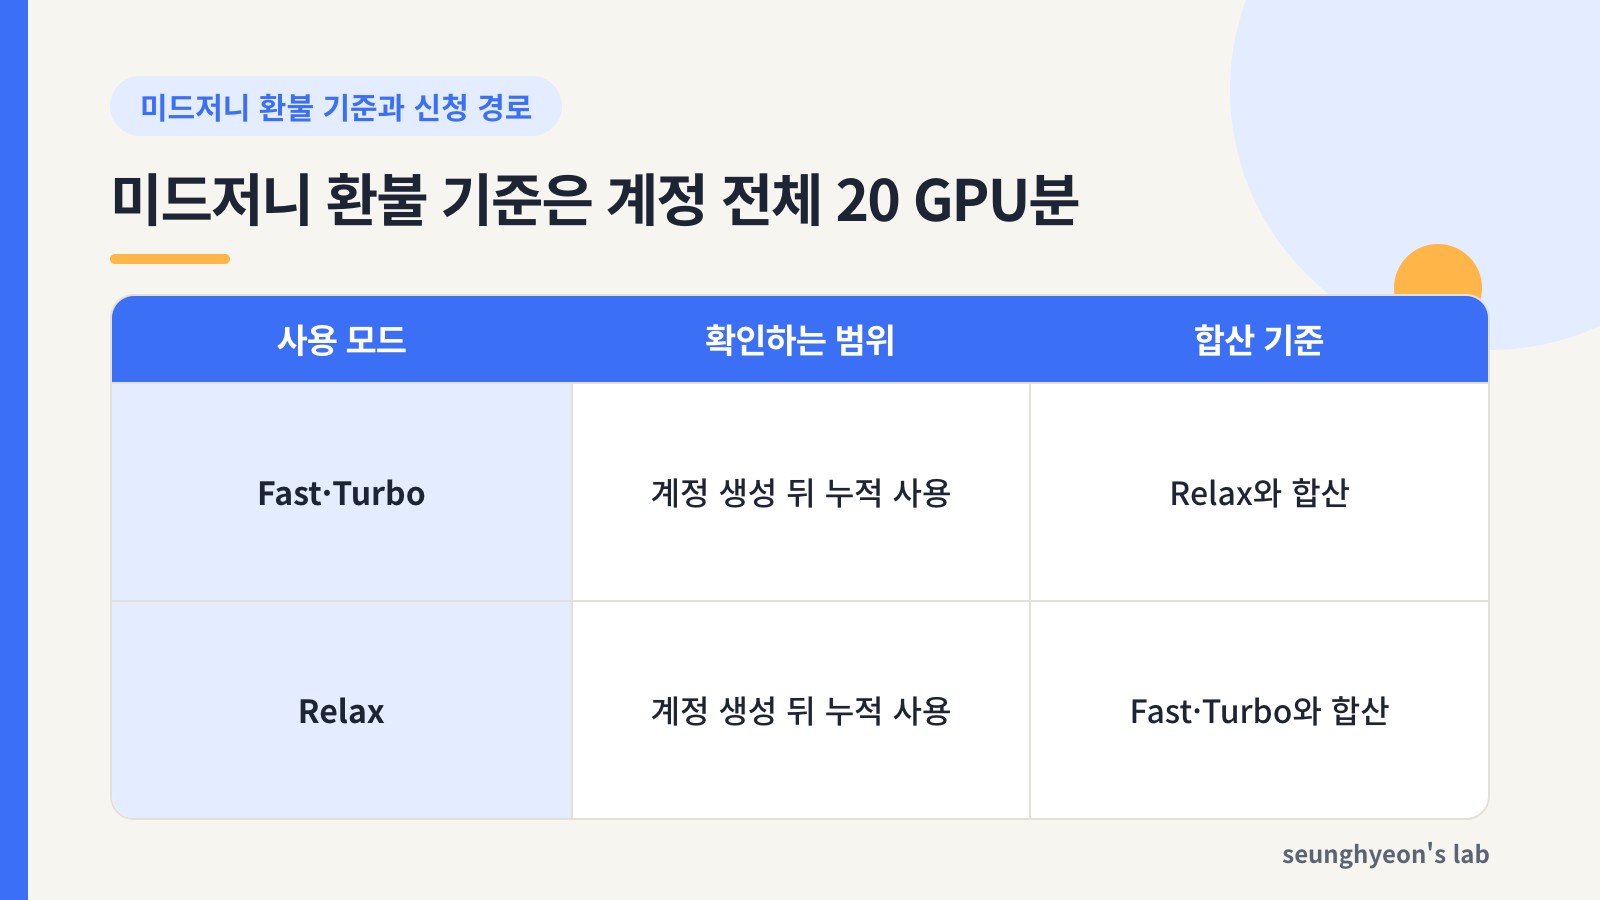 미드저니 환불 기준과 신청 경로
미드저니 환불 기준은 계정 전체 20 GPU분
사용 모드 확인하는 범위 합산 기준
Fast·Turbo 계정 생성 뒤 누적 사용 Relax와 합산
Relax 계정 생성 뒤 누적 사용 Fast·Turbo와 합산
seunghyeon's lab